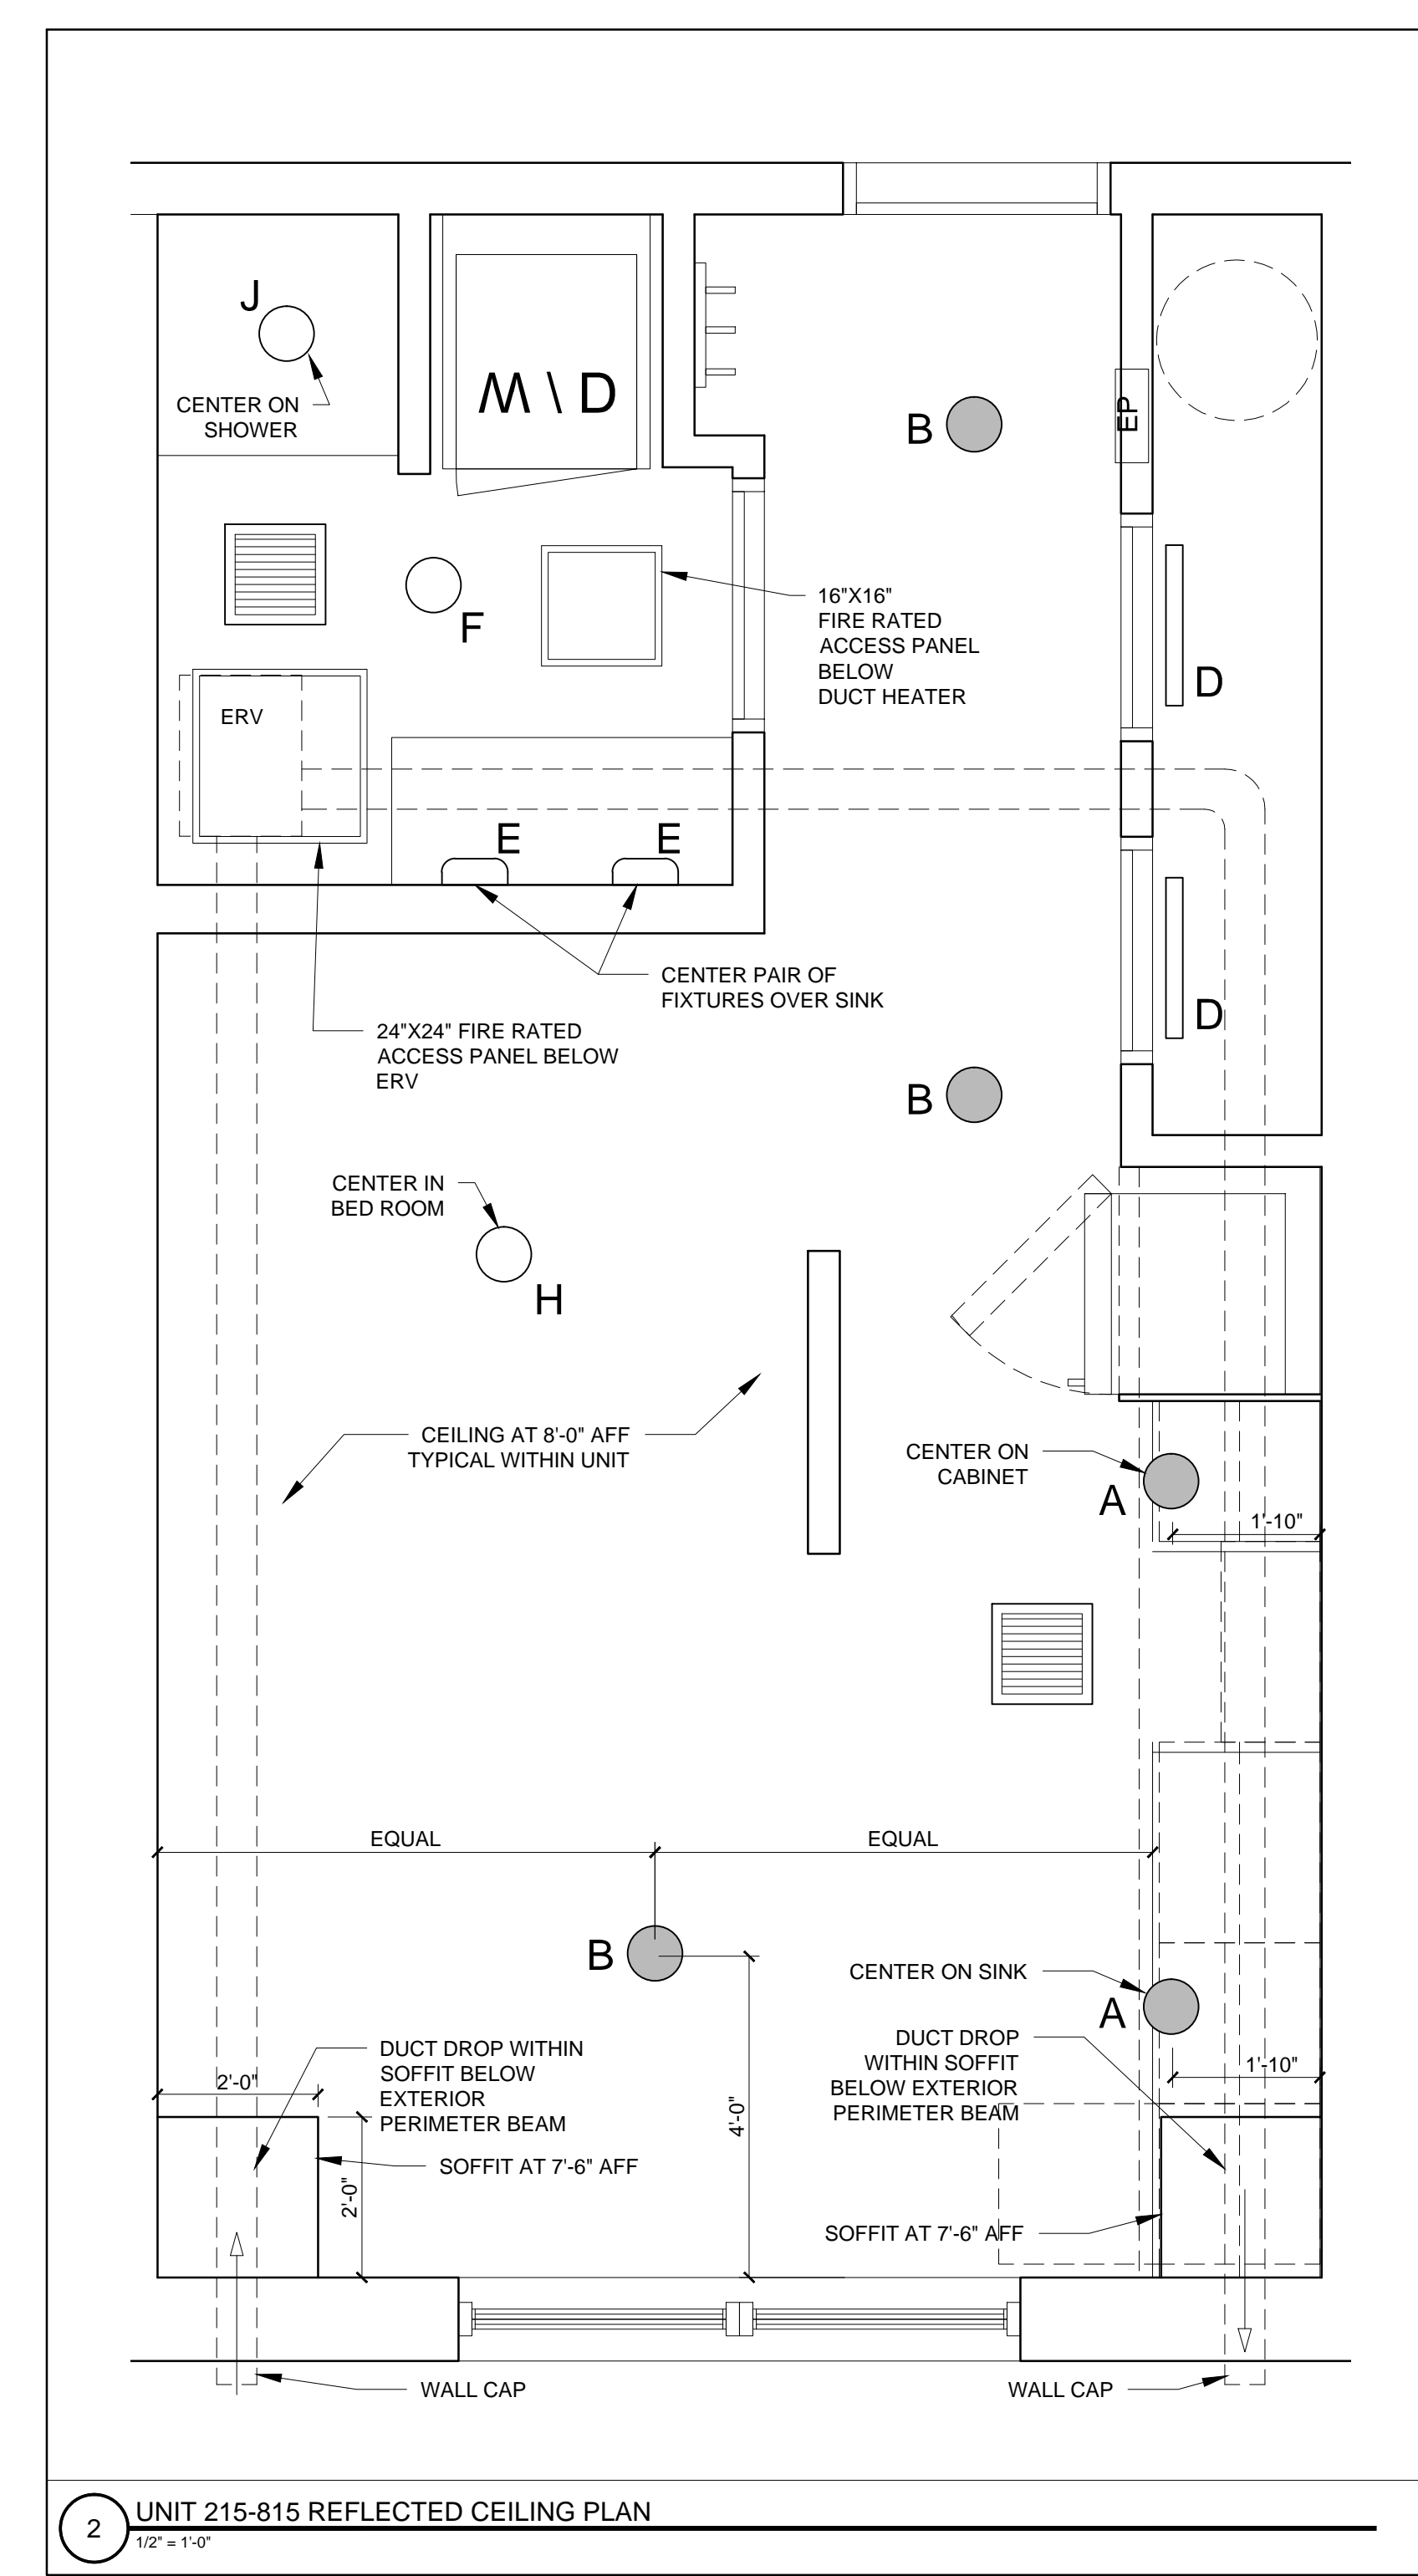 J
CENTER ON
SHOWER
W \ D
B
EP
16"X16"
FIRE RATED
ACCESS PANEL
BELOW
DUCT HEATER
F
D
ERV
E
E
CENTER PAIR OF
FIXTURES OVER SINK
D
24"X24" FIRE RATED
ACCESS PANEL BELOW
ERV
B
CENTER IN
BED ROOM
H
CEILING AT 8'-0" AFF
TYPICAL WITHIN UNIT
CENTER ON
CABINET
A
1'-10"
EQUAL
EQUAL
B
CENTER ON SINK
A
DUCT DROP WITHIN
SOFFIT BELOW
EXTERIOR
PERIMETER BEAM
DUCT DROP
WITHIN SOFFIT
BELOW EXTERIOR
PERIMETER BEAM
1'-10"
2'-0"
4'-0"
SOFFIT AT 7'-6" AFF
2'-0"
SOFFIT AT 7'-6" AFF
WALL CAP
WALL CAP
2
UNIT 215-815 REFLECTED CEILING PLAN
1/2" = 1'-0"